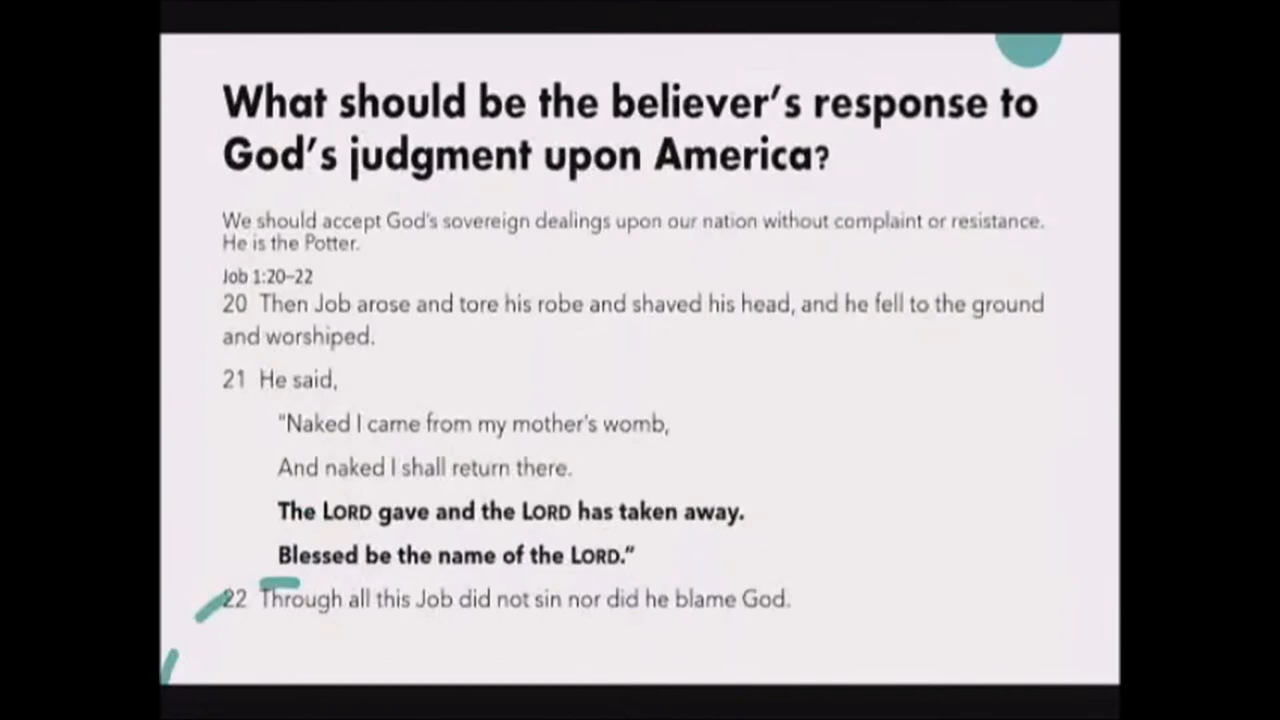 What should be the believer's response to
God's judgment upon America?
We should accept God's sovereign dealings upon our nation without complaint or resistance.
He is the Potter.
Job 1:20–22
20 Then Job arose and tore his robe and shaved his head, and he fell to the ground
and worshiped.
21 He said,
"Naked I came from my mother's womb,
And naked I shall return there.
The LORD gave and the LORD has taken away.
Blessed be the name of the LORD."
22 Through all this Job did not sin nor did he blame God.